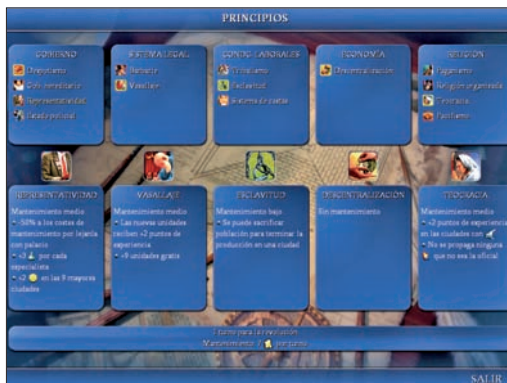 PRINCIPIOS
GOBIERNO
Despotismo
Gob. hereditario
Representatividad
Estado policial
SISTEMA LEGAL
Barbarie
Vasallaje
CONDIC. LABORALES
Tribalismo
Esclavitud
Sistema de castas
ECONOMÍA
Descentralización
RELIGIÓN
Paganismo
Religión organizada
Teocracia
Pacifismo
REPRESENTATIVIDAD
Mantenimiento medio
-50% a los costes de
mantenimiento por lejanía
con palacio
+3 por cada
especialista
+2 en las 9 mayores
ciudades
VASALLAJE
Mantenimiento medio
Las nuevas unidades
reciben +2 puntos de
experiencia
+9 unidades gratis
ESCLAVITUD
Mantenimiento bajo
Se puede sacrificar
población para terminar la
producción en una ciudad
DESCENTRALIZACIÓN
Sin mantenimiento
TEOCRACIA
Mantenimiento medio
+2 puntos de experiencia
en las ciudades con
No se propaga ninguna
que no sea la oficial
1 turno para la revolución
Mantenimiento: 7 por turno
SALIR